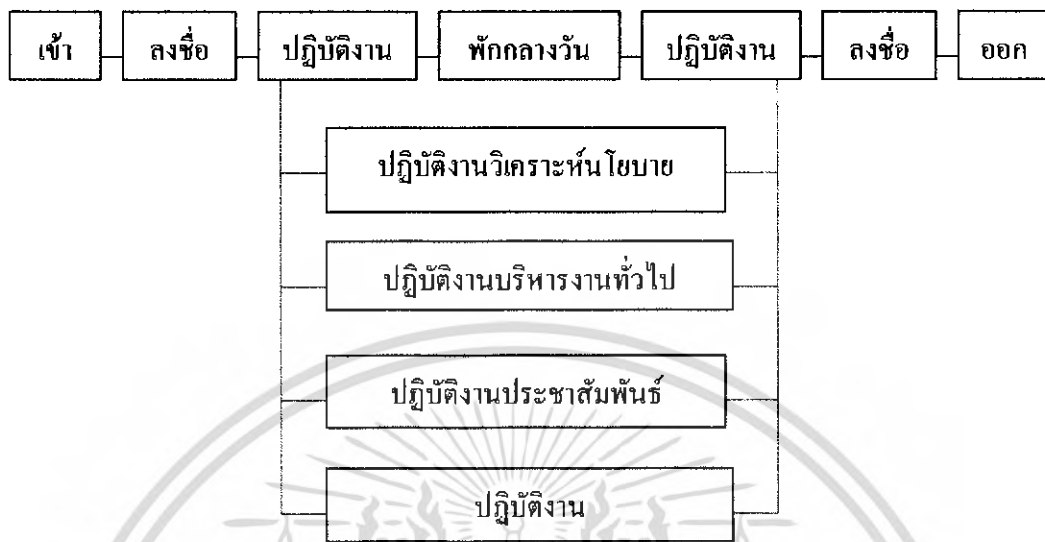 เข้า ลงชื่อ ปฏิบัติงาน พักกลางวัน ปฏิบัติงาน ลงชื่อ ออก
ปฏิบัติงานวิเคราะห์นโยบาย
ปฏิบัติงานบริหารงานทั่วไป
ปฏิบัติงานประชาสัมพันธ์
ปฏิบัติงาน